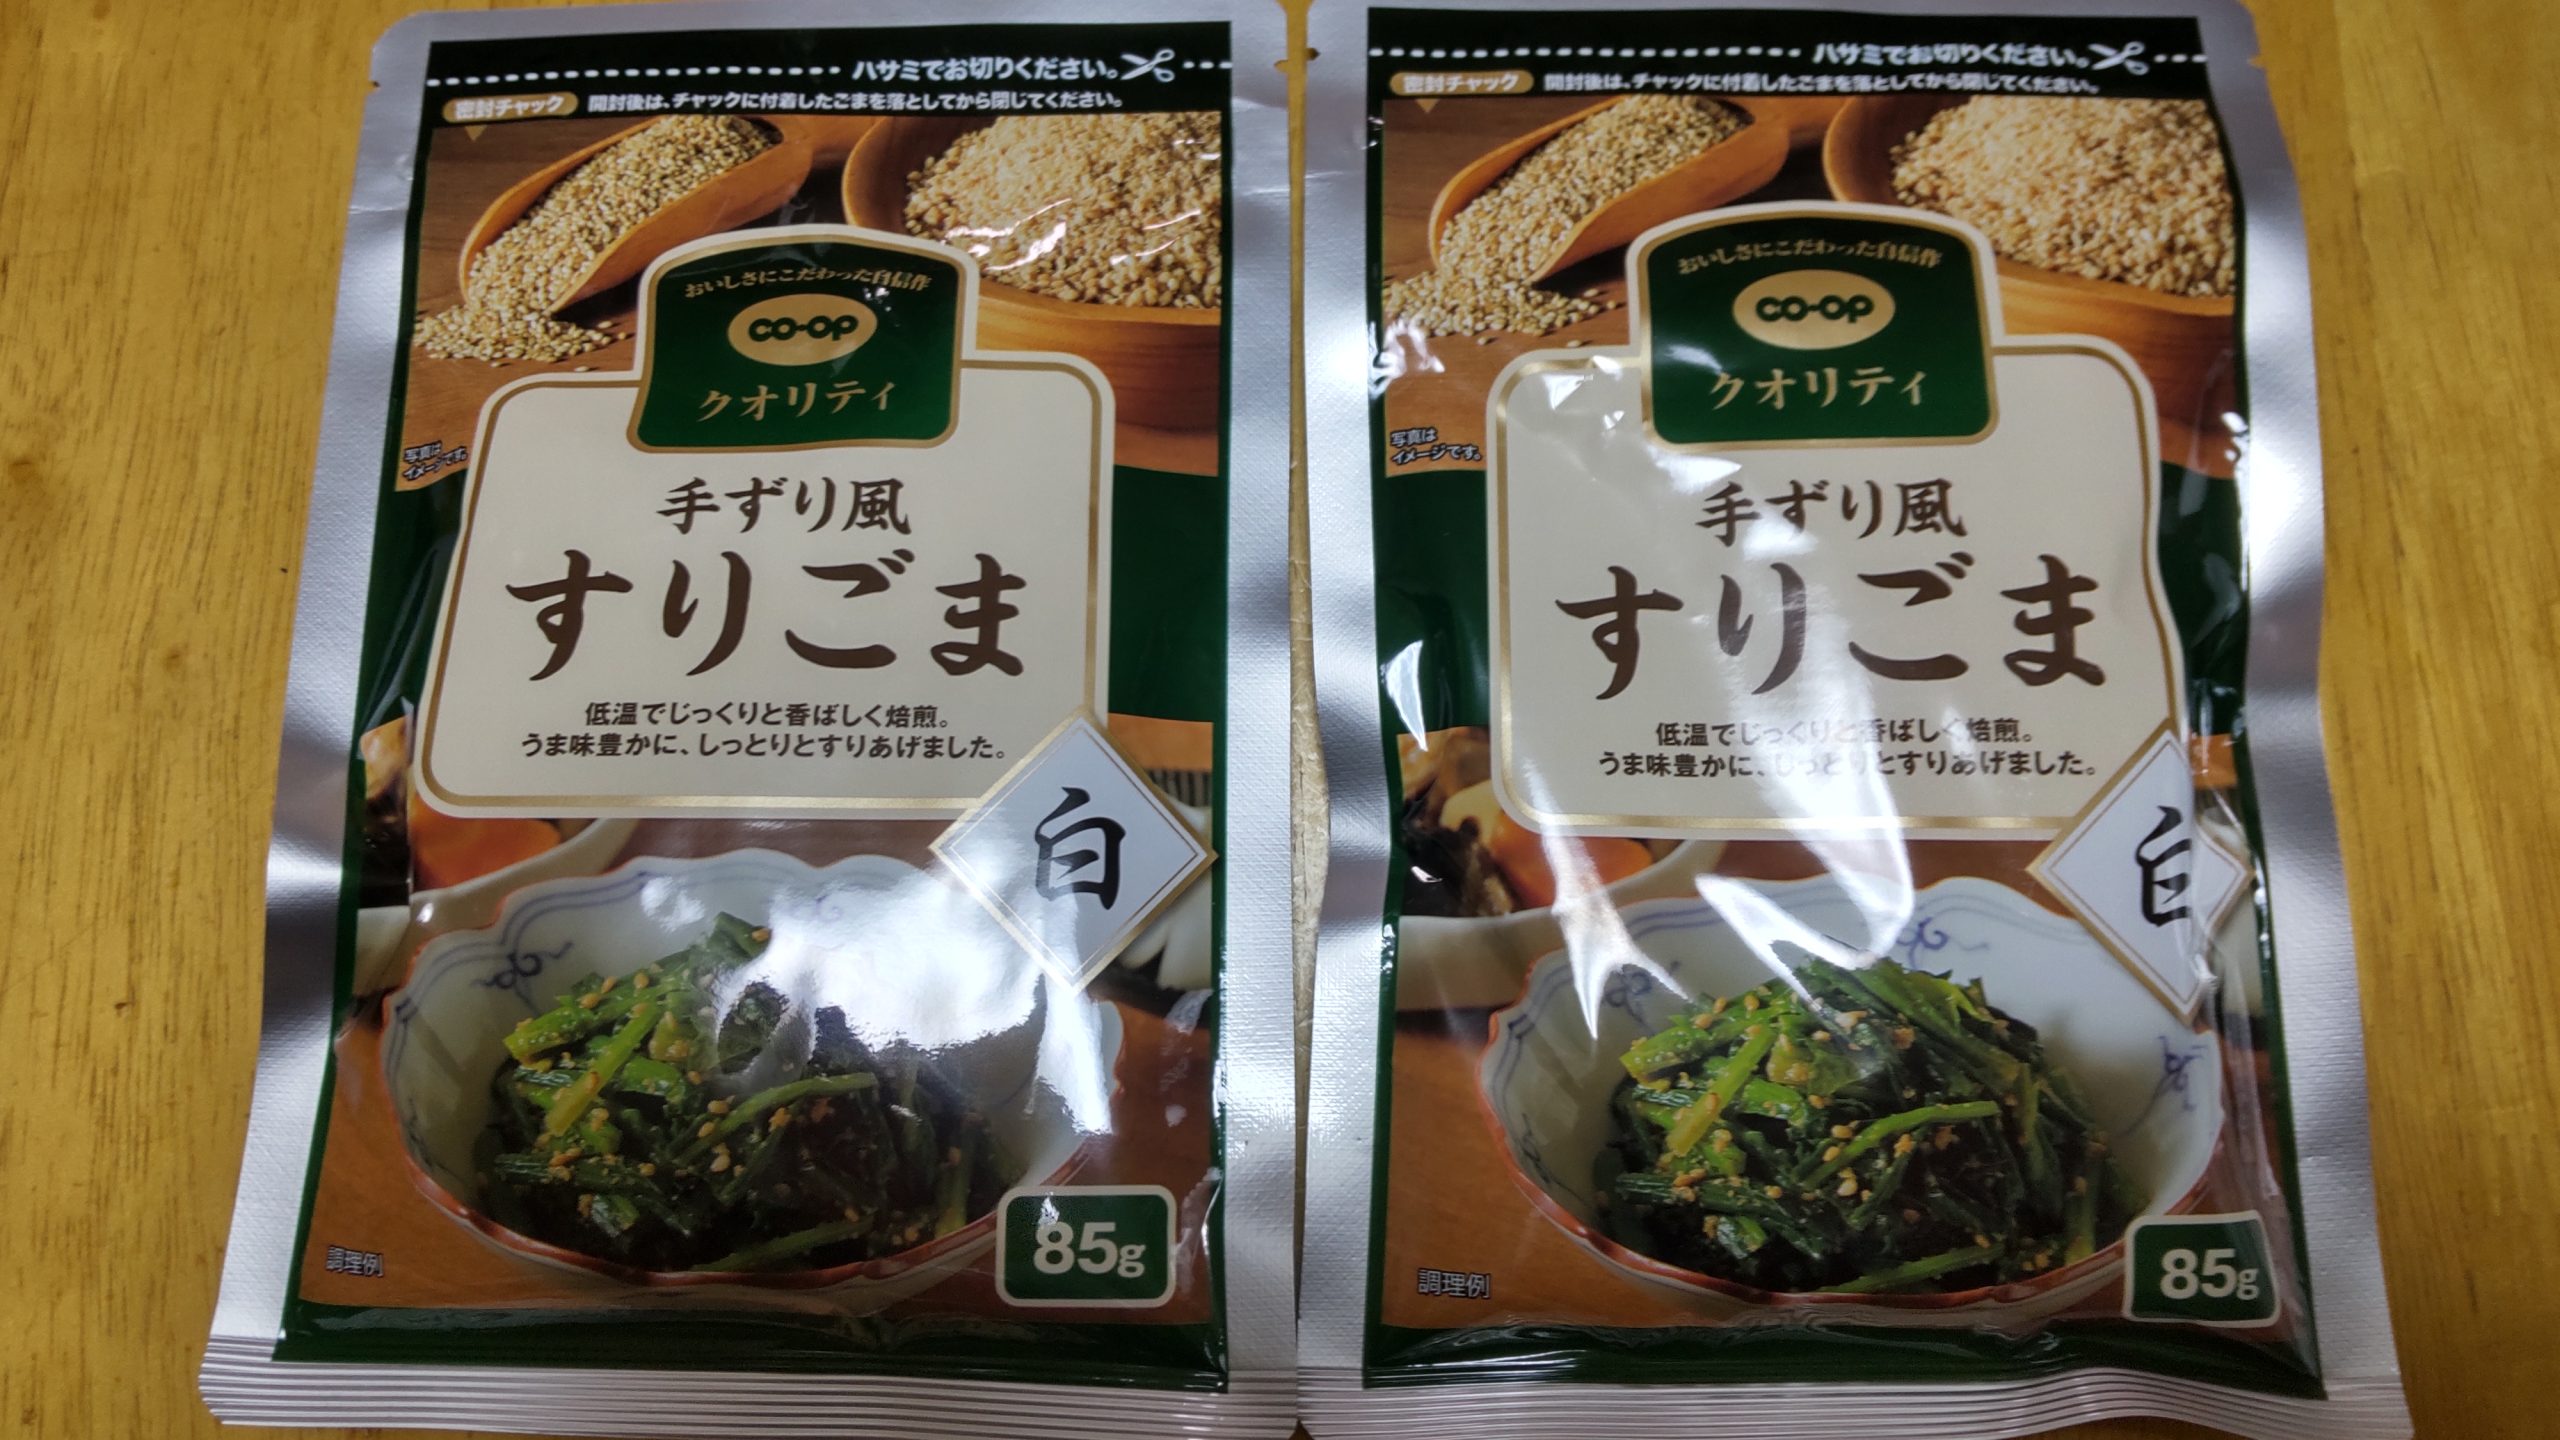 ハサミでお切りください。
密封チャック 開封後は、チャックに付着したごまを落としてから閉じてください。
おいしさにこだわった自信作
CO-OP
クオリティ
写真は
イメージです。
手ずり風
すりごま
低温でじっくりと香ばしく焙煎。
うま味豊かに、しっとりとすりあげました。
白
調理例
85g
ハサミでお切りください。
密封チャック 開封後は、チャックに付着したごまを落としてから閉じてください。
おいしさにこだわった自信作
CO-OP
クオリティ
写真は
イメージです。
手ずり風
すりごま
低温でじっくりと香ばしく焙煎。
うま味豊かに、しっとりとすりあげました。
白
調理例
85g